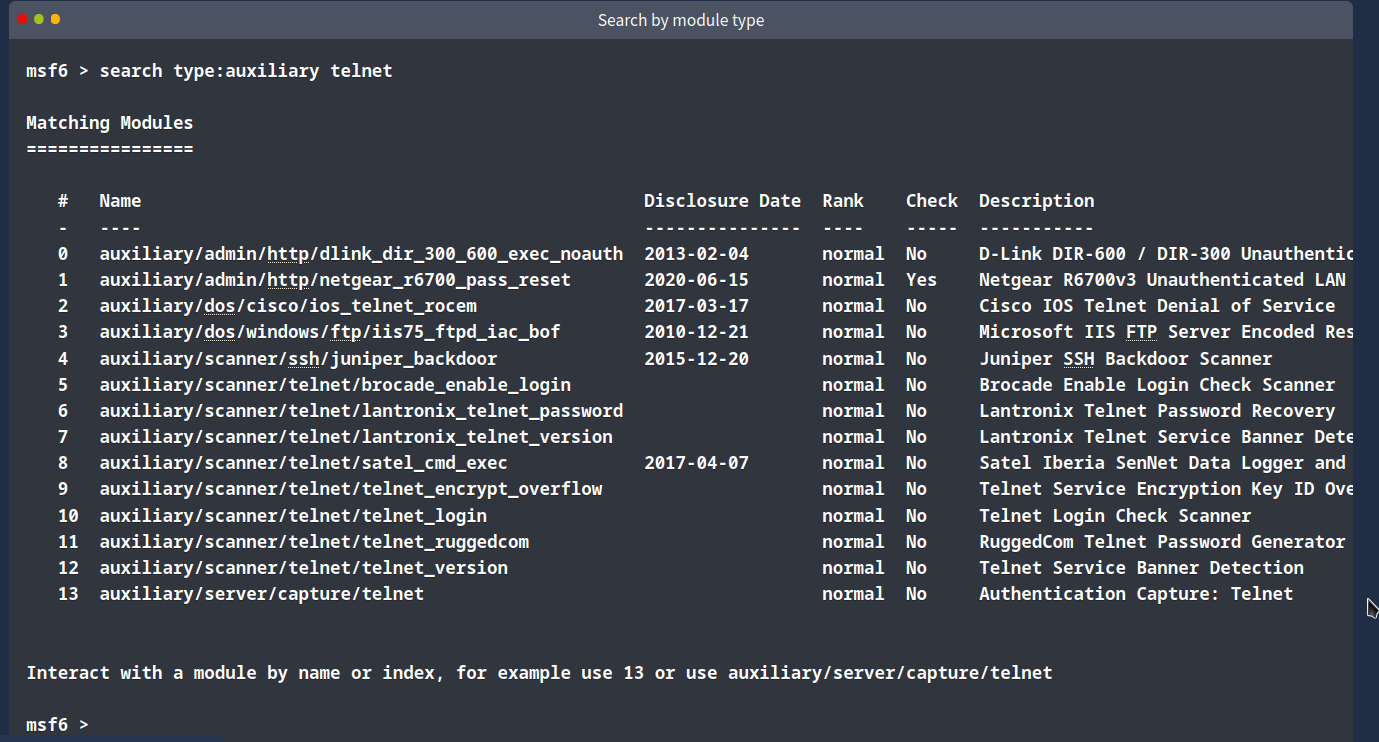 Search by module type
msf6 > search type:auxiliary telnet
Matching Modules
================
#   Name                                             Disclosure Date  Rank    Check  Description
-   ----                                             ---------------  ----    -----  -----------
0   auxiliary/admin/http/dlink_dir_300_600_exec_noauth  2013-02-04       normal  No     D-Link DIR-600 / DIR-300 Unauthentic
1   auxiliary/admin/http/netgear_r6700_pass_reset       2020-06-15       normal  Yes    Netgear R6700v3 Unauthenticated LAN
2   auxiliary/dos/cisco/ios_telnet_rocem                2017-03-17       normal  No     Cisco IOS Telnet Denial of Service
3   auxiliary/dos/windows/ftp/iis75_ftpd_iac_bof        2010-12-21       normal  No     Microsoft IIS FTP Server Encoded Res
4   auxiliary/scanner/ssh/juniper_backdoor              2015-12-20       normal  No     Juniper SSH Backdoor Scanner
5   auxiliary/scanner/telnet/brocade_enable_login                        normal  No     Brocade Enable Login Check Scanner
6   auxiliary/scanner/telnet/lantronix_telnet_password                   normal  No     Lantronix Telnet Password Recovery
7   auxiliary/scanner/telnet/lantronix_telnet_version                    normal  No     Lantronix Telnet Service Banner Dete
8   auxiliary/scanner/telnet/satel_cmd_exec             2017-04-07       normal  No     Satel Iberia SenNet Data Logger and
9   auxiliary/scanner/telnet/telnet_encrypt_overflow                     normal  No     Telnet Service Encryption Key ID Ove
10  auxiliary/scanner/telnet/telnet_login                                normal  No     Telnet Login Check Scanner
11  auxiliary/scanner/telnet/telnet_ruggedcom                            normal  No     RuggedCom Telnet Password Generator
12  auxiliary/scanner/telnet/telnet_version                              normal  No     Telnet Service Banner Detection
13  auxiliary/server/capture/telnet                                      normal  No     Authentication Capture: Telnet
Interact with a module by name or index, for example use 13 or use auxiliary/server/capture/telnet
msf6 >